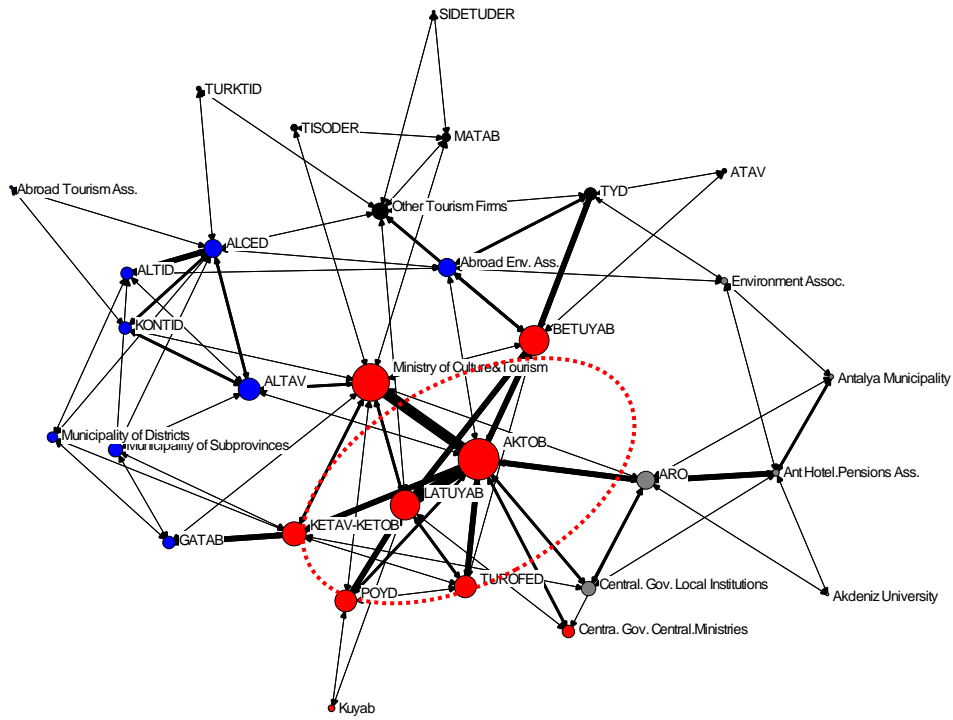 SIDETUDER
TURKTID
TISODER
MATAB
ATAV
Abroad Tourism Ass.
TYD
Other Tourism Firms
ALCED
Abroad Env. Ass.
ALTID
Environment Assoc.
KONTID
BETUYAB
Ministry of Culture&Tourism
Antalya Municipality
ALTAV
Municipality of Districts
Municipality of Subprovinces
AKTOB
ARO
Ant Hotel.Pensions Ass.
LATUYAB
KETAV-KETOB
GATAB
TUROFED
Central. Gov. Local Institutions
POYD
Akdeniz University
Centra. Gov. Central.Ministries
Kuyab